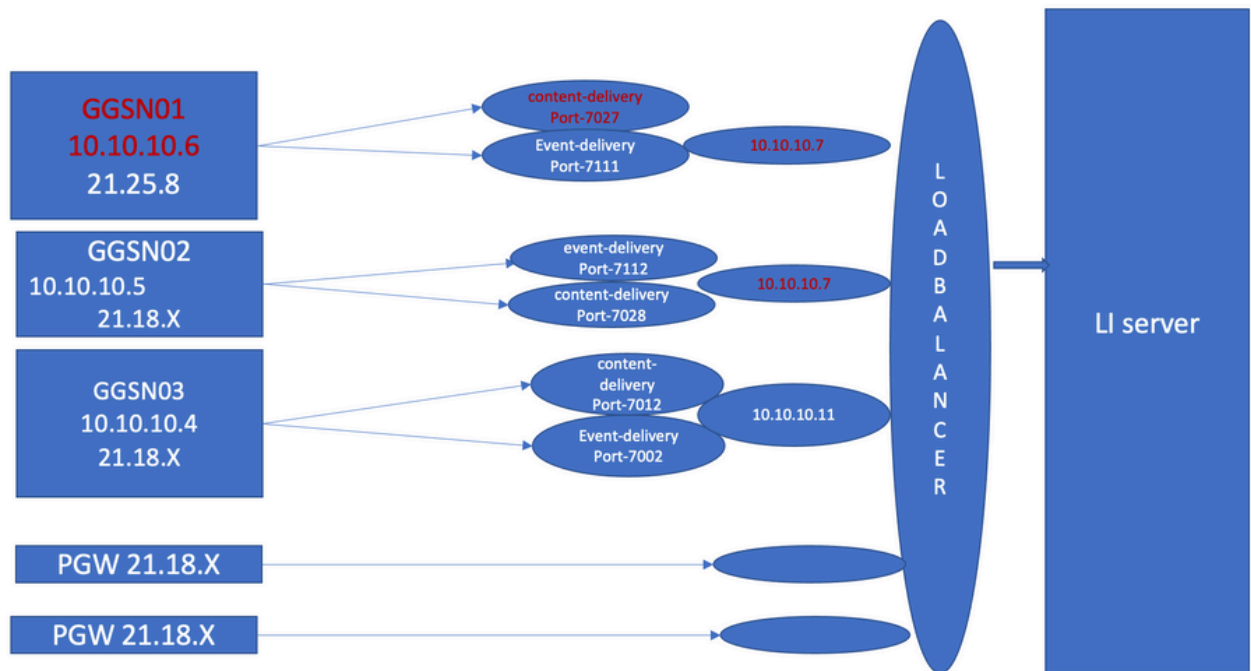 GGSN01
10.10.10.6
21.25.8
content-delivery
Port-7027
Event-delivery
Port-7111
10.10.10.7
GGSN02
10.10.10.5
21.18.X
event-delivery
Port-7112
content-delivery
Port-7028
10.10.10.7
GGSN03
10.10.10.4
21.18.X
content-
delivery
Port-7012
Event-delivery
Port-7002
10.10.10.11
PGW 21.18.X
PGW 21.18.X
L
O
A
D
B
A
L
A
N
C
E
R
LI server